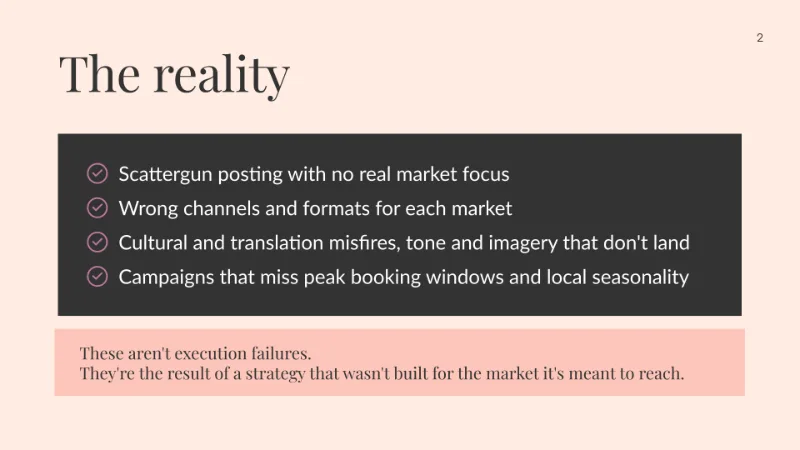 2
The reality
Scattergun posting with no real market focus
Wrong channels and formats for each market
Cultural and translation misfires, tone and imagery that don't land
Campaigns that miss peak booking windows and local seasonality
These aren't execution failures.
They're the result of a strategy that wasn't built for the market it's meant to reach.